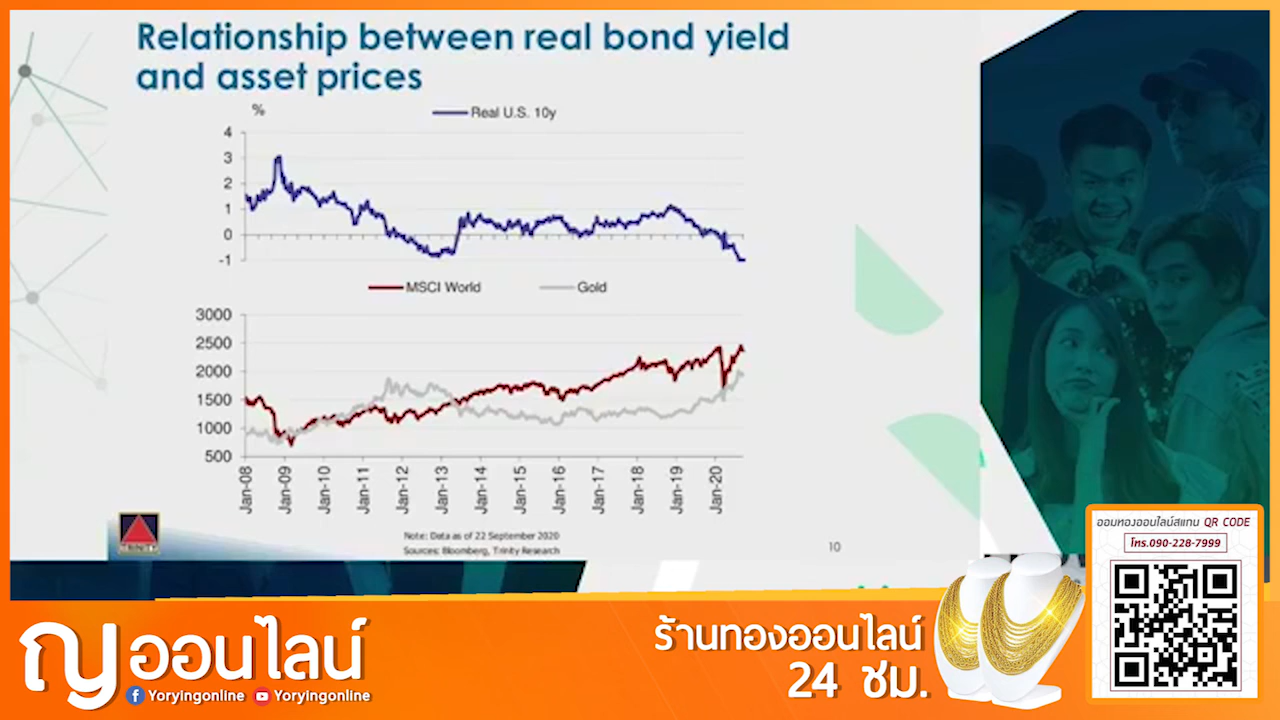 Relationship between real bond yield
and asset prices
%
Real U.S. 10y
4
3
2
1
0
-1
MSCI World
Gold
3000
2500
2000
1500
1000
500
Jan-08
Jan-09
Jan-10
Jan-11
Jan-12
Jan-13
Jan-14
Jan-15
Jan-16
Jan-17
Jan-18
Jan-19
Jan-20
TRINITY
Note: Data as of 22 September 2020
Sources: Bloomberg, Trinity Research
10
ออมทองออนไลน์สแกน QR CODE
โทร.090-228-7999
ญออนไลน์
Yoryingonline
Yoryingonline
ร้านทองออนไลน์
24 ชม.